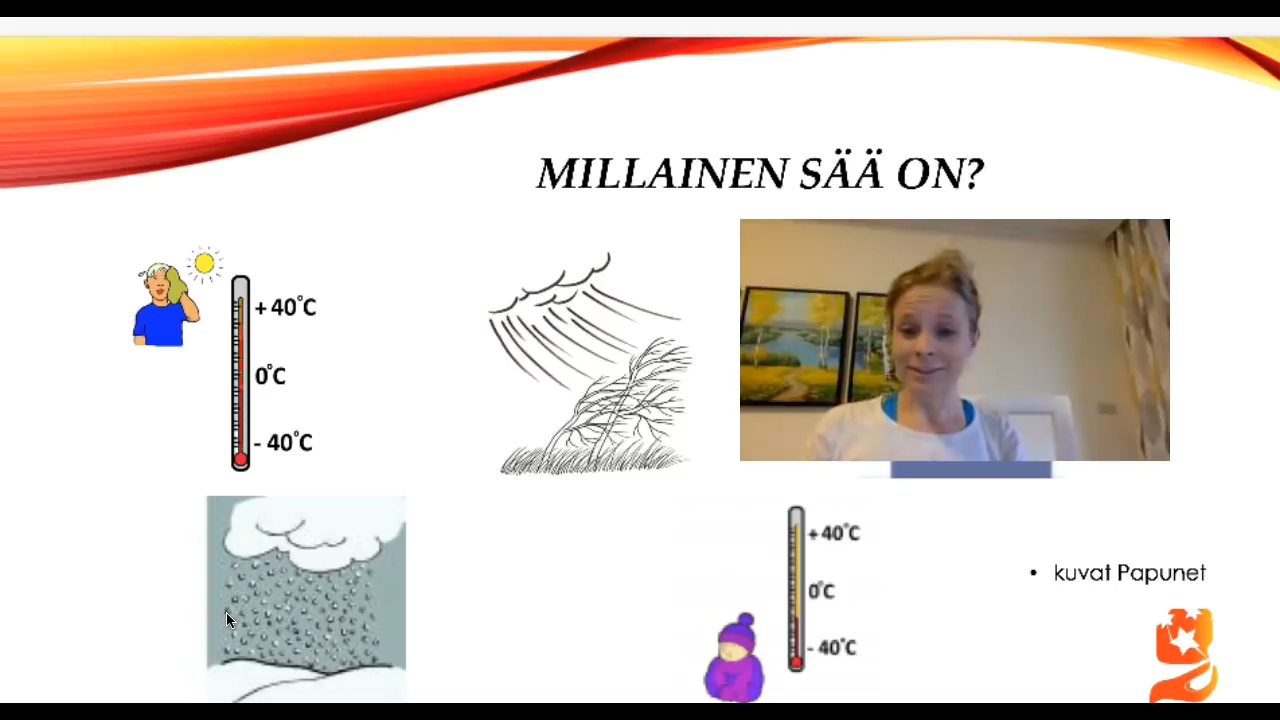 MILLAINEN SÄÄ ON?
+ 40°C
0°C
- 40°C
+ 40°C
0°C
- 40°C
• kuvat Papunet